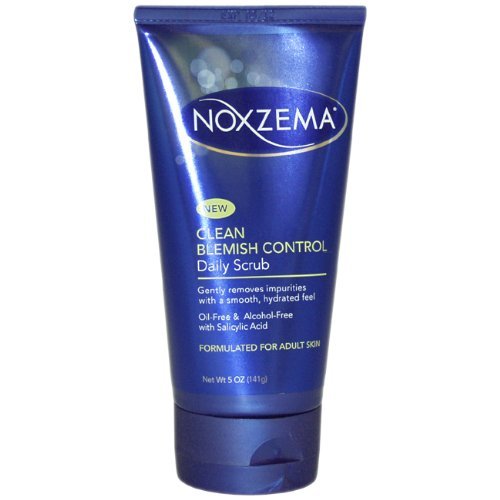 NOXZEMA®
NEW
CLEAN
BLEMISH CONTROL
Daily Scrub
Gently removes impurities
with a smooth, hydrated feel
Oil-Free & Alcohol-Free
with Salicylic Acid
FORMULATED FOR ADULT SKIN
Net Wt 5 OZ (141g)